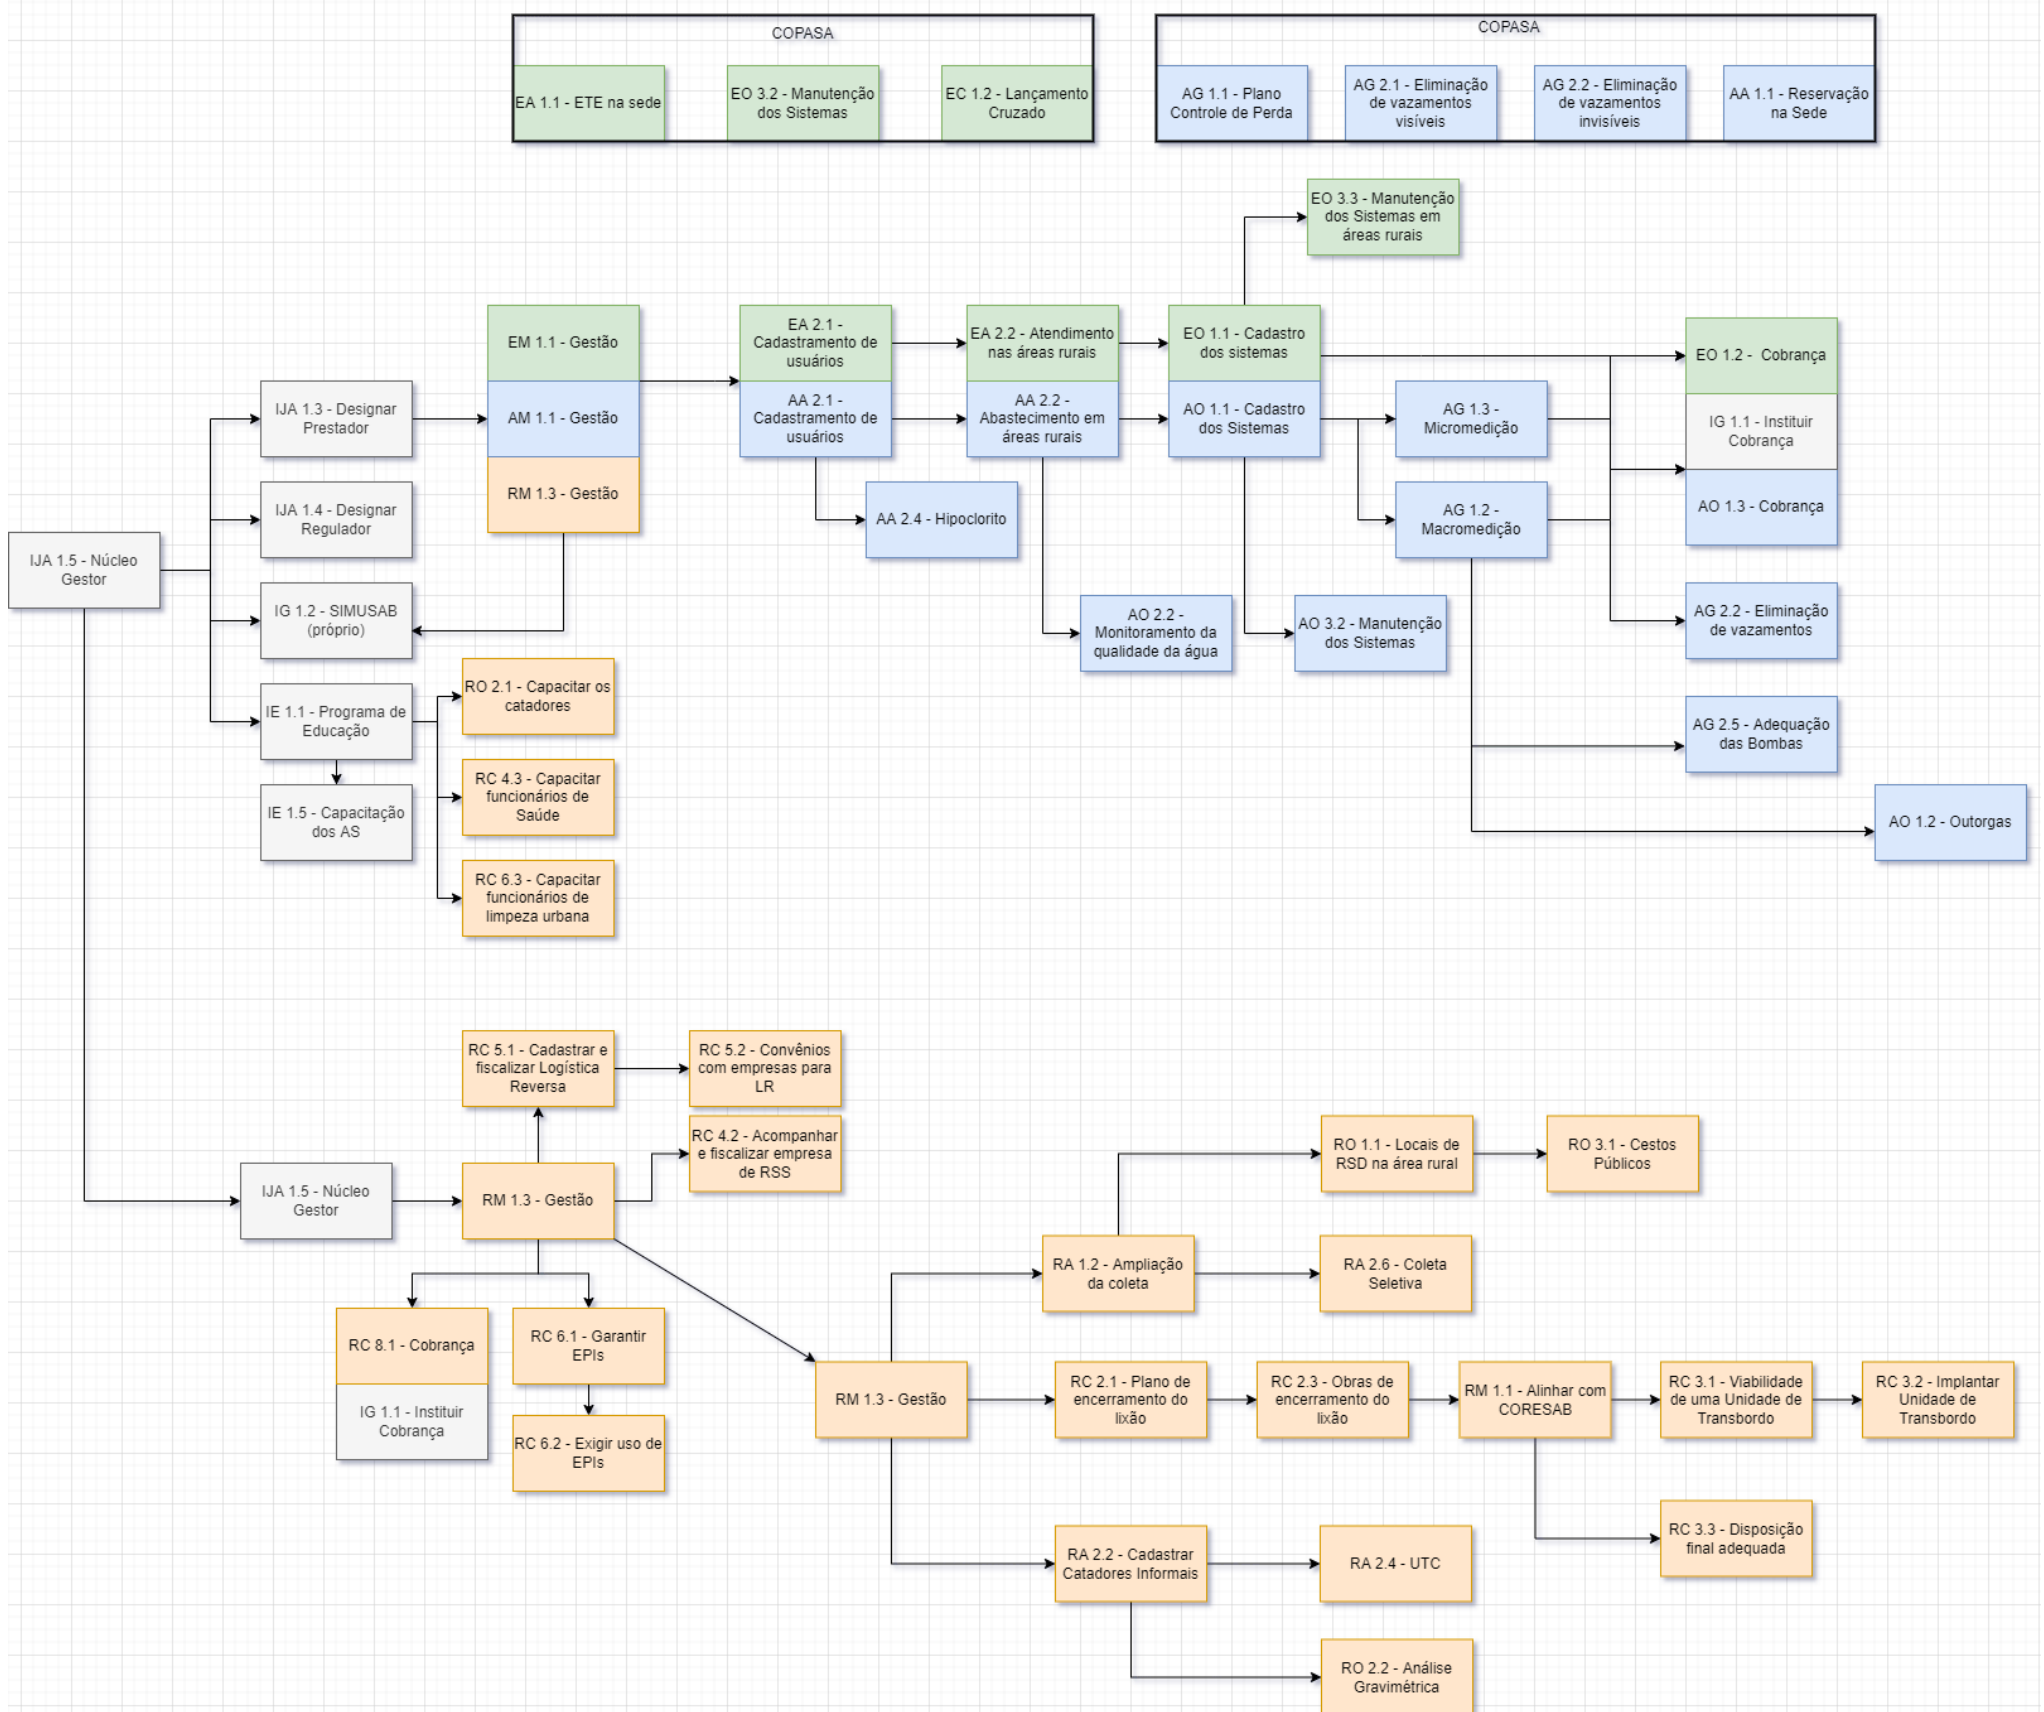 COPASA
EA 1.1 - ETE na sede
EO 3.2 - Manutenção
dos Sistemas
EC 1.2 - Lançamento
Cruzado
COPASA
AG 1.1 - Plano
Controle de Perda
AG 2.1 - Eliminação
de vazamentos
visíveis
AG 2.2 - Eliminação
de vazamentos
invisíveis
AA 1.1 - Reservação
na Sede
EO 3.3 - Manutenção
dos Sistemas em
áreas rurais
EM 1.1 - Gestão
AM 1.1 - Gestão
RM 1.3 - Gestão
EA 2.1 -
Cadastramento de
usuários
AA 2.1 -
Cadastramento de
usuários
EA 2.2 - Atendimento
nas áreas rurais
AA 2.2 -
Abastecimento em
áreas rurais
EO 1.1 - Cadastro
dos sistemas
AO 1.1 - Cadastro
dos Sistemas
AG 1.3 -
Micromedição
AG 1.2 -
Macromedição
EO 1.2 - Cobrança
IG 1.1 - Instituir
Cobrança
AO 1.3 - Cobrança
IJA 1.3 - Designar
Prestador
IJA 1.4 - Designar
Regulador
IJA 1.5 - Núcleo
Gestor
IG 1.2 - SIMUSAB
(próprio)
IE 1.1 - Programa de
Educação
IE 1.5 - Capacitação
dos AS
AA 2.4 - Hipoclorito
AO 2.2 -
Monitoramento da
qualidade da água
AO 3.2 - Manutenção
dos Sistemas
AG 2.2 - Eliminação
de vazamentos
AG 2.5 - Adequação
das Bombas
AO 1.2 - Outorgas
RO 2.1 - Capacitar os
catadores
RC 4.3 - Capacitar
funcionários de
Saúde
RC 6.3 - Capacitar
funcionários de
limpeza urbana
RC 5.1 - Cadastrar e
fiscalizar Logística
Reversa
RC 5.2 - Convênios
com empresas para
LR
RC 4.2 - Acompanhar
e fiscalizar empresa
de RSS
IJA 1.5 - Núcleo
Gestor
RM 1.3 - Gestão
RC 8.1 - Cobrança
IG 1.1 - Instituir
Cobrança
RC 6.1 - Garantir
EPIs
RC 6.2 - Exigir uso de
EPIs
RO 1.1 - Locais de
RSD na área rural
RO 3.1 - Cestos
Públicos
RA 1.2 - Ampliação
da coleta
RA 2.6 - Coleta
Seletiva
RM 1.3 - Gestão
RC 2.1 - Plano de
encerramento do
lixão
RC 2.3 - Obras de
encerramento do
lixão
RM 1.1 - Alinhar com
CORESAB
RC 3.1 - Viabilidade
de uma Unidade de
Transbordo
RC 3.2 - Implantar
Unidade de
Transbordo
RC 3.3 - Disposição
final adequada
RA 2.2 - Cadastrar
Catadores Informais
RA 2.4 - UTC
RO 2.2 - Análise
Gravimétrica